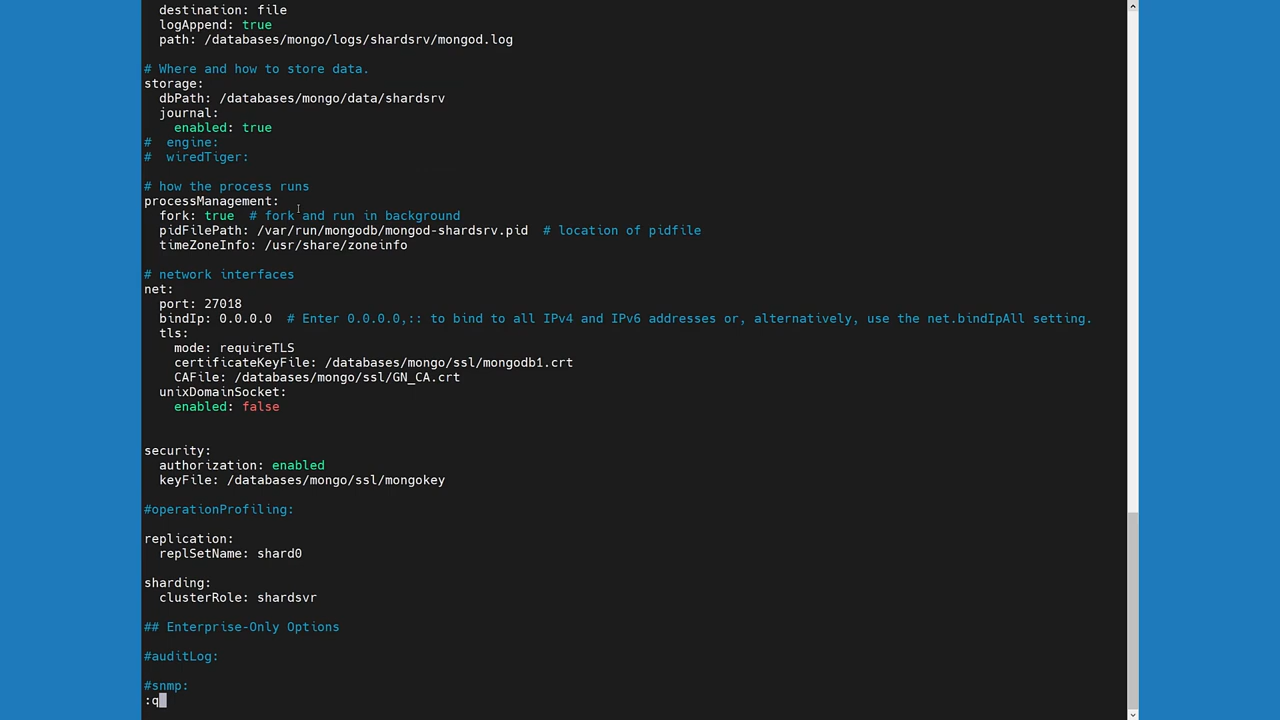 destination: file
logAppend: true
path: /databases/mongo/logs/shardsrv/mongod.log
# Where and how to store data.
storage:
dbPath: /databases/mongo/data/shardsrv
journal:
enabled: true
#  engine:
#  wiredTiger:
# how the process runs
processManagement:
fork: true  # fork and run in background
pidFilePath: /var/run/mongodb/mongod-shardsrv.pid  # location of pidfile
timeZoneInfo: /usr/share/zoneinfo
# network interfaces
net:
port: 27018
bindIp: 0.0.0.0  # Enter 0.0.0.0,:: to bind to all IPv4 and IPv6 addresses or, alternatively, use the net.bindIpAll setting.
tls:
mode: requireTLS
certificateKeyFile: /databases/mongo/ssl/mongodb1.crt
CAFile: /databases/mongo/ssl/GN_CA.crt
unixDomainSocket:
enabled: false
security:
authorization: enabled
keyFile: /databases/mongo/ssl/mongokey
#operationProfiling:
replication:
replSetName: shard0
sharding:
clusterRole: shardsvr
## Enterprise-Only Options
#auditLog:
#snmp:
:q